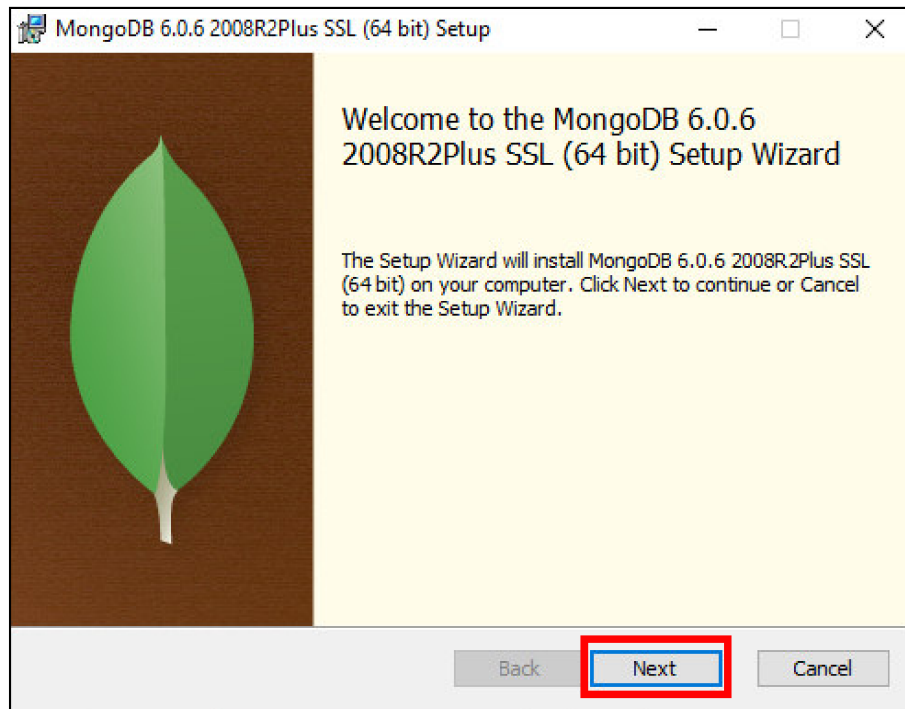 MongoDB 6.0.6 2008R2Plus SSL (64 bit) Setup
Welcome to the MongoDB 6.0.6
2008R2Plus SSL (64 bit) Setup Wizard
The Setup Wizard will install MongoDB 6.0.6 2008R2Plus SSL
(64 bit) on your computer. Click Next to continue or Cancel
to exit the Setup Wizard.
Back Next Cancel